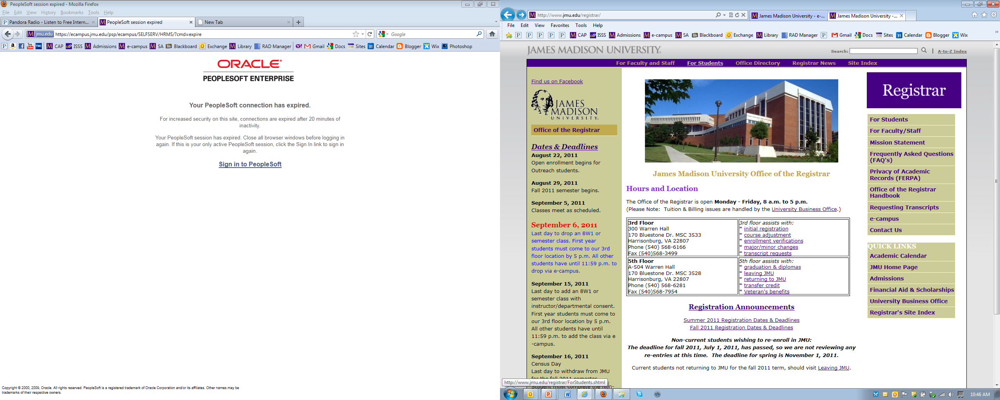 PeopleSoft session expired - Mozilla Firefox
File Edit View History Bookmarks Tools Help
Pandora Radio - Listen to Free Intern...
PeopleSoft session expired
New Tab
jmu.edu https://ecampus.jmu.edu/psp/ecampus/SELFSERV/HRMS/?cmd=expire
Google
CAP ISSS Admissions e-campus SA Blackboard Exchange Library RAD Manager Gmail Docs Sites Calendar Blogger Wix Photoshop
ORACLE
PEOPLESOFT ENTERPRISE
Your PeopleSoft connection has expired.
For increased security on this site, connections are expired after 20 minutes of
inactivity.
Your PeopleSoft session has expired. Close all browser windows before logging in
again. If this is your only active PeopleSoft session, click the Sign In link to sign in
again.
Sign in to PeopleSoft
Copyright © 2000, 2009, Oracle. All rights reserved. PeopleSoft is a registered trademark of Oracle Corporation and/or its affiliates. Other names may be
trademarks of their respective owners.
http://www.jmu.edu/registrar/
James Madison University - e-...
James Madison University -...
File Edit View Favorites Tools Help
CAP ISSS Admissions e-campus SA Blackboard Exchange Library RAD Manager Gmail Docs Sites Calendar Blogger Wix
JAMES MADISON UNIVERSITY.
Search: | A-to-Z Index
For Faculty and Staff For Students Office Directory Registrar News Site Index
Find us on Facebook
JAMES
MADISON
UNIVERSITY.
Office of the Registrar
Dates & Deadlines
August 22, 2011
Open enrollment begins for
Outreach students.
August 29, 2011
Fall 2011 semester begins.
September 5, 2011
Classes meet as scheduled.
September 6, 2011
Last day to drop an 8W1 or
semester class. First year
students must come to our 3rd
floor location by 5 p.m. All other
students have until 11:59 p.m. to
drop via e-campus.
September 15, 2011
Last day to add an 8W1 or
semester class with
instructor/departmental consent.
First year students must come to
our 3rd floor location by 5 p.m.
All other students have until
11:59 p.m. to add the class via e
-campus.
September 16, 2011
Census Day
Last day to withdraw from JMU
for the fall 2011 semester
Student must complete the Non-
http://www.jmu.edu/registrar/ForStudents.shtml
James Madison University Office of the Registrar
Hours and Location
The Office of the Registrar is open Monday - Friday, 8 a.m. to 5 p.m.
(Please Note: Tuition & Billing issues are handled by the University Business Office.)
3rd Floor
300 Warren Hall
170 Bluestone Dr. MSC 3533
Harrisonburg, VA 22807
Phone (540) 568-6166
Fax (540)568-3499
3rd floor assists with:
* initial registration
* course adjustment
* enrollment verifications
* major/minor changes
* transcript requests
5th Floor
A-504 Warren Hall
170 Bluestone Dr. MSC 3528
Harrisonburg, VA 22807
Phone (540) 568-6281
Fax (540)568-7954
5th floor assists with:
* graduation & diplomas
* leaving JMU
* returning to JMU
* transfer credit
* Veteran's benefits
Registration Announcements
Summer 2011 Registration Dates & Deadlines
Fall 2011 Registration Dates & Deadlines
Non-current students wishing to re-enroll in JMU:
The deadline for fall 2011, July 1, 2011, has passed, so we are not reviewing any
re-entries at this time. The deadline for spring is November 1, 2011.
Current students not returning to JMU for the fall 2011 term, should visit Leaving JMU.
Registrar
For Students
For Faculty/Staff
Mission Statement
Frequently Asked Questions
(FAQ's)
Privacy of Academic
Records (FERPA)
Office of the Registrar
Handbook
Requesting Transcripts
e-campus
Contact Us
QUICK LINKS
Academic Calendar
JMU Home Page
Admissions
Financial Aid & Scholarships
University Business Office
Registrar's Site Index
10:46 AM